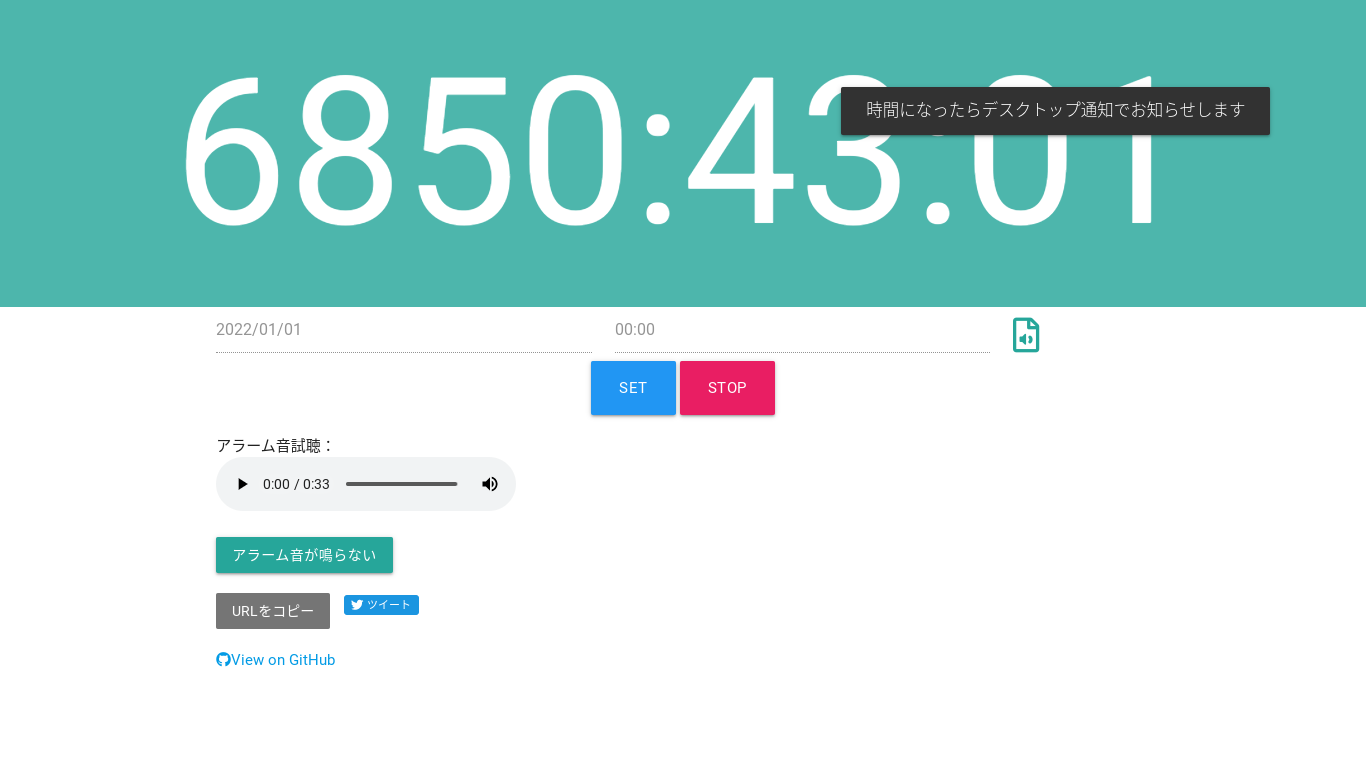 6850:43.01
時間になったらデスクトップ通知でお知らせします
2022/01/01
00:00
SET
STOP
アラーム音試聴：
0:00 / 0:33
アラーム音が鳴らない
URLをコピー
ツイート
View on GitHub